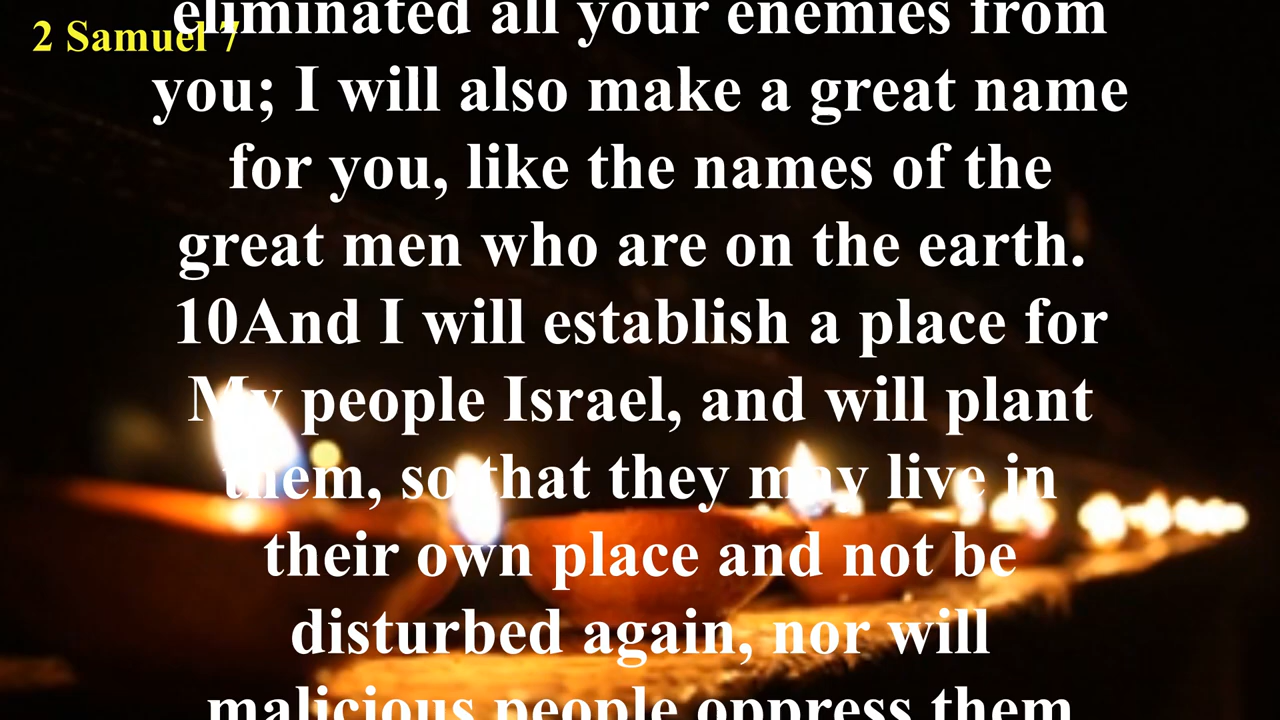 2 Samuel 7
eliminated all your enemies from
you; I will also make a great name
for you, like the names of the
great men who are on the earth.
10And I will establish a place for
My people Israel, and will plant
them, so that they may live in
their own place and not be
disturbed again, nor will
malicious people oppress them